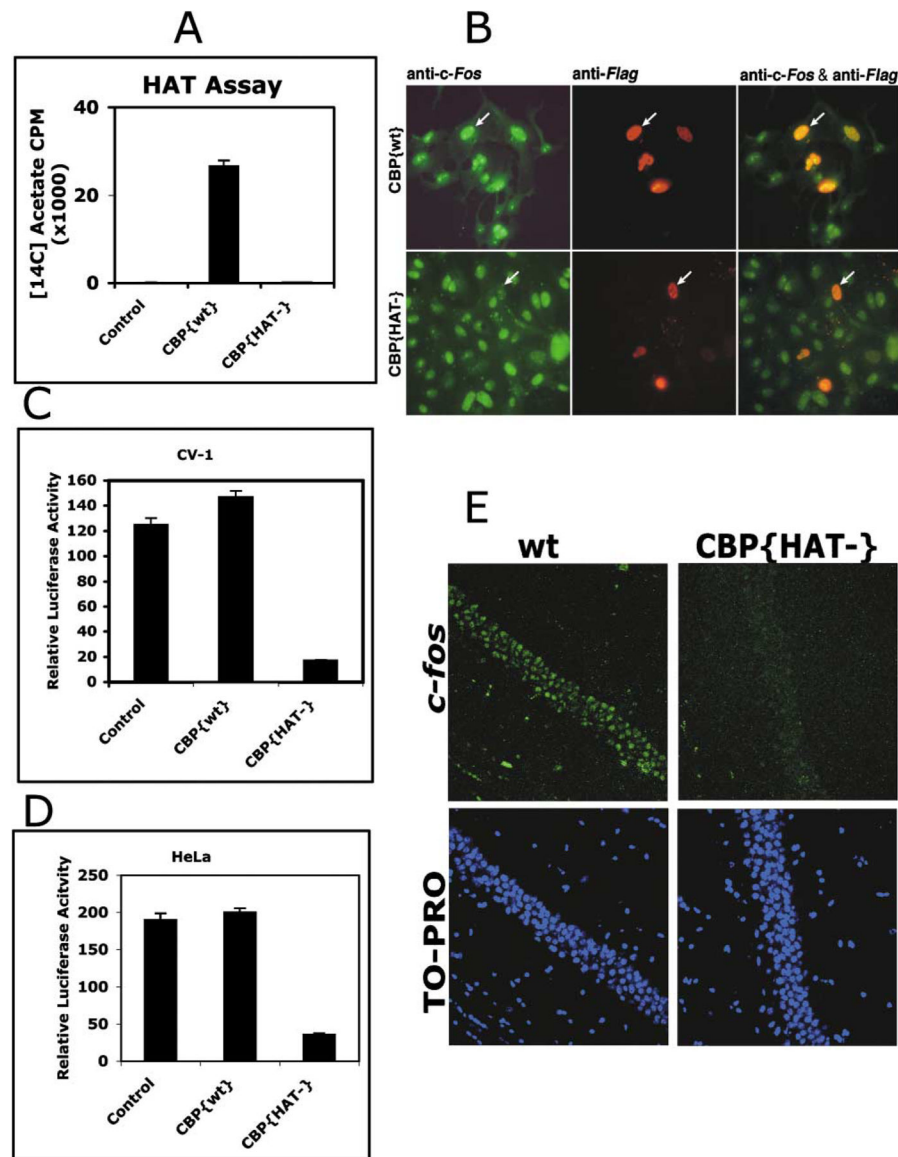 A
HAT Assay
[14C] Acetate CPM
(x1000)
40
20
0
Control
CBP{wt}
CBP{HAT-}
B
anti-c-Fos
anti-Flag
anti-c-Fos & anti-Flag
CBP{wt}
CBP{HAT-}
C
CV-1
Relative Luciferase Activity
160
140
120
100
80
60
40
20
0
Control
CBP{wt}
CBP{HAT-}
D
HeLa
Relative Luciferase Acitvity
250
200
150
100
50
0
Control
CBP{wt}
CBP{HAT-}
E
wt
CBP{HAT-}
c-fos
TO-PRO